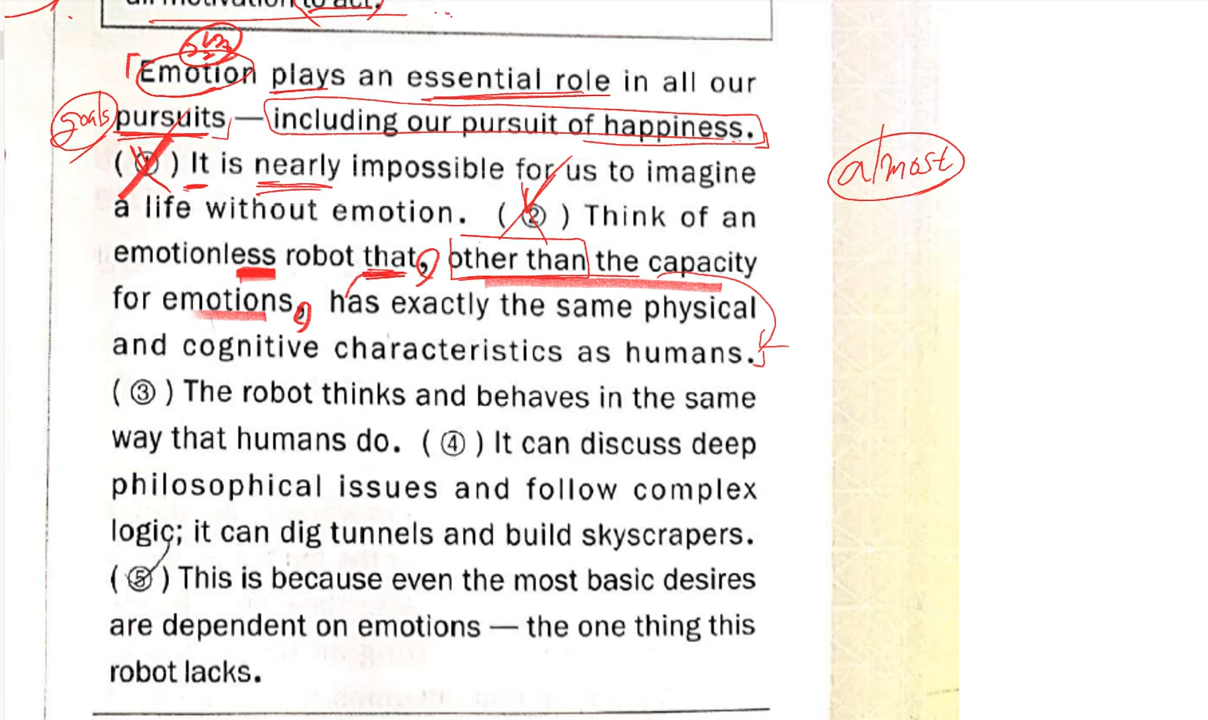 all motivation to act,
Emotion plays an essential role in all our
goals pursuits — including our pursuit of happiness.
( ① ) It is nearly impossible for us to imagine
almost
a life without emotion. ( ② ) Think of an
emotionless robot that, other than the capacity
for emotions, has exactly the same physical
and cognitive characteristics as humans.
( ③ ) The robot thinks and behaves in the same
way that humans do. ( ④ ) It can discuss deep
philosophical issues and follow complex
logic; it can dig tunnels and build skyscrapers.
( ⑤ ) This is because even the most basic desires
are dependent on emotions — the one thing this
robot lacks.